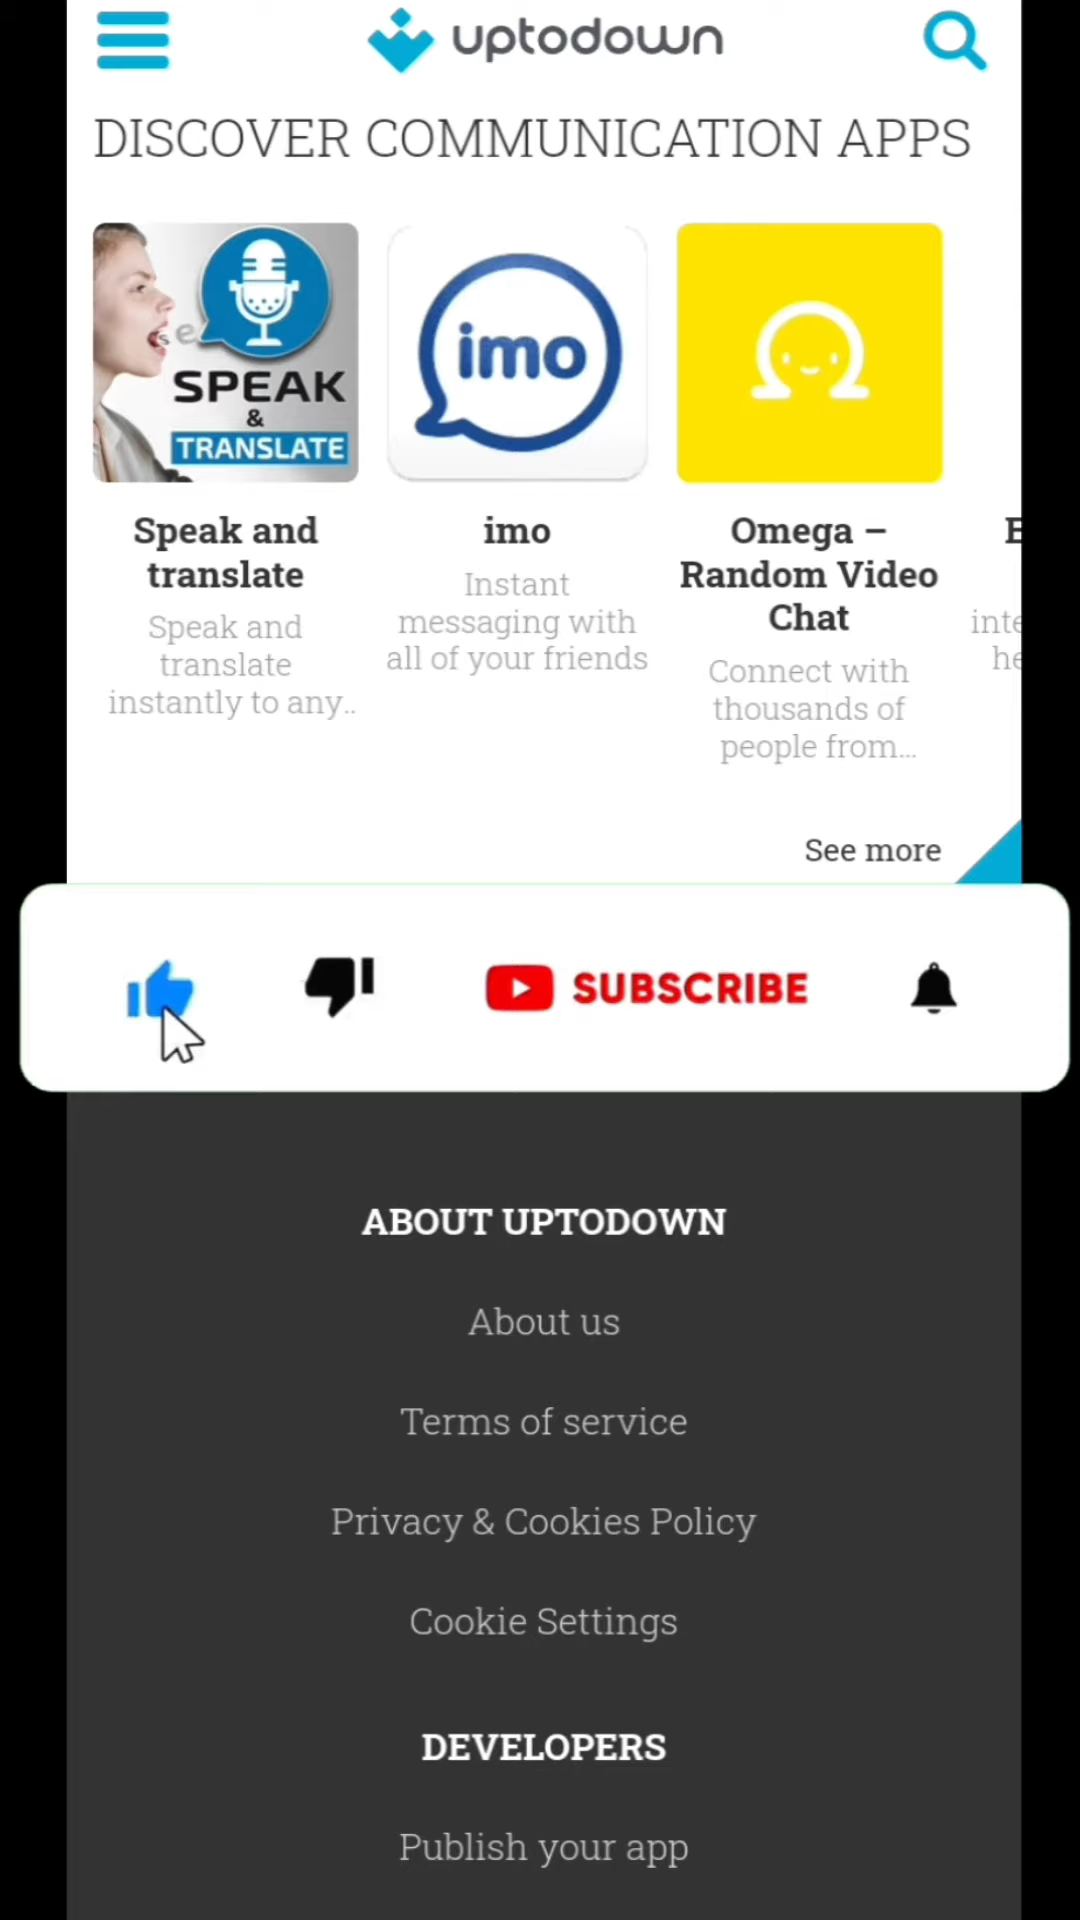 uptodown
DISCOVER COMMUNICATION APPS
SPEAK
&
TRANSLATE
imo
Speak and
translate
Speak and
translate
instantly to any..
imo
Instant
messaging with
all of your friends
Omega –
Random Video
Chat
Connect with
thousands of
people from...
See more
SUBSCRIBE
ABOUT UPTODOWN
About us
Terms of service
Privacy & Cookies Policy
Cookie Settings
DEVELOPERS
Publish your app